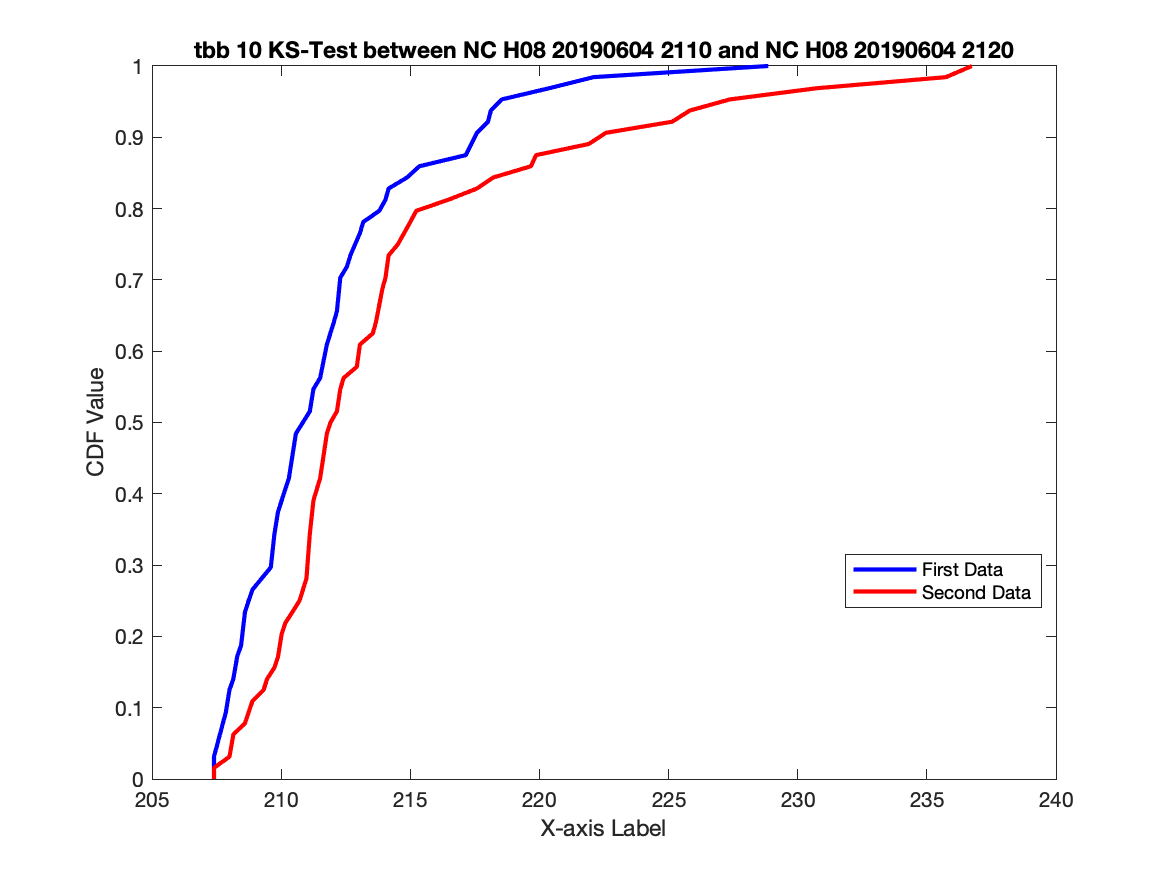 tbb 10 KS-Test between NC H08 20190604 2110 and NC H08 20190604 2120
1
0.9
0.8
0.7
0.6
0.5
0.4
0.3
0.2
0.1
0
CDF Value
First Data
Second Data
205 210 215 220 225 230 235 240
X-axis Label